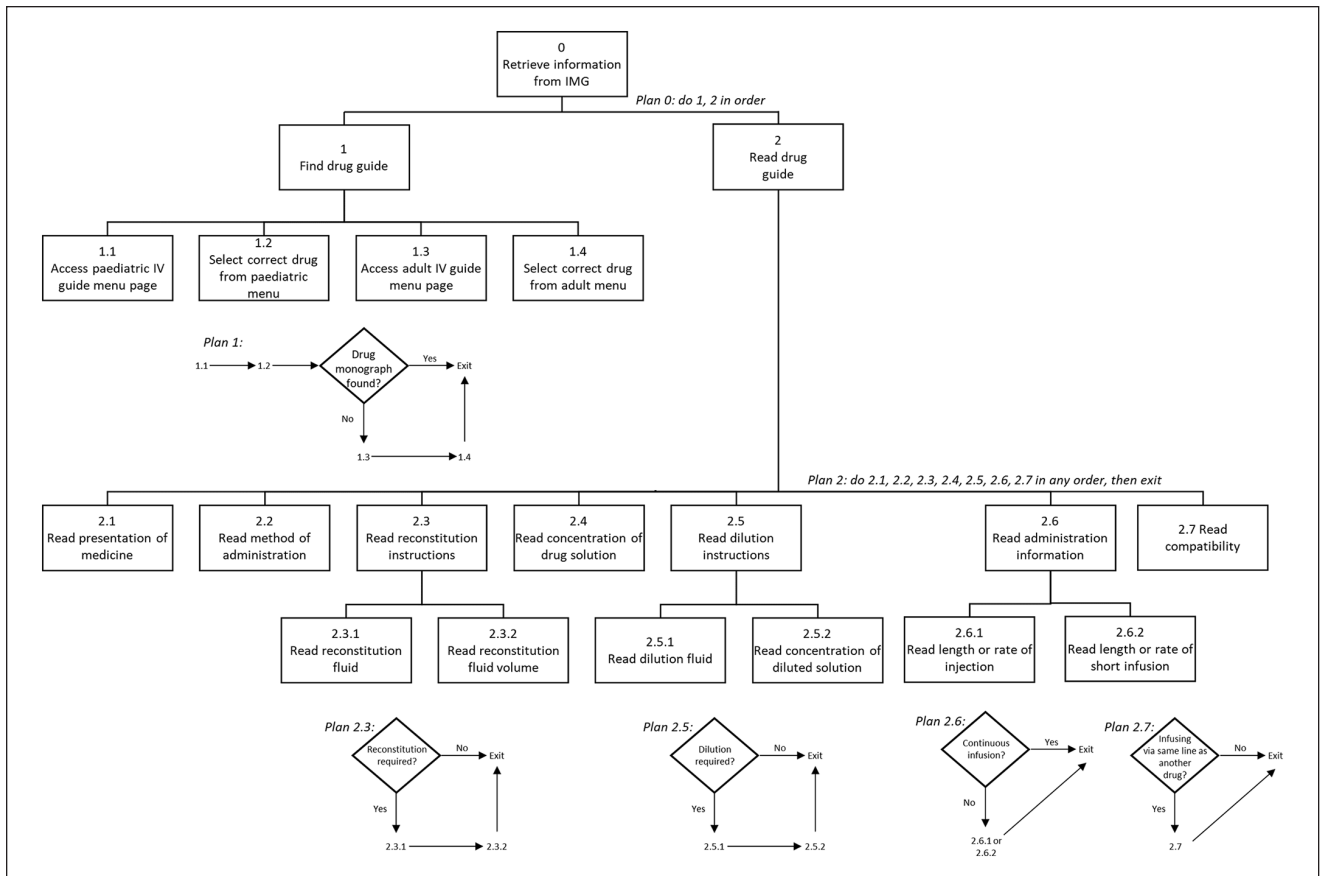 0
Retrieve information
from IMG
Plan 0: do 1, 2 in order
1
Find drug guide
2
Read drug
guide
1.1
Access paediatric IV
guide menu page
1.2
Select correct drug
from paediatric
menu
1.3
Access adult IV guide
menu page
1.4
Select correct drug
from adult menu
Plan 1:
1.1
1.2
Drug
monograph
found?
Yes
Exit
No
1.3
1.4
Plan 2: do 2.1, 2.2, 2.3, 2.4, 2.5, 2.6, 2.7 in any order, then exit
2.1
Read presentation of
medicine
2.2
Read method of
administration
2.3
Read reconstitution
instructions
2.4
Read concentration of
drug solution
2.5
Read dilution
instructions
2.6
Read administration
information
2.7 Read
compatibility
2.3.1
Read reconstitution
fluid
2.3.2
Read reconstitution
fluid volume
2.5.1
Read dilution fluid
2.5.2
Read concentration of
diluted solution
2.6.1
Read length or rate of
injection
2.6.2
Read length or rate of
short infusion
Plan 2.3:
Reconstitution
required?
No
Exit
Yes
2.3.1
2.3.2
Plan 2.5:
Dilution
required?
No
Exit
Yes
2.5.1
2.5.2
Plan 2.6:
Continuous
infusion?
Yes
Exit
No
2.6.1 or
2.6.2
Plan 2.7:
Infusing
via same line as
another
drug?
No
Exit
Yes
2.7